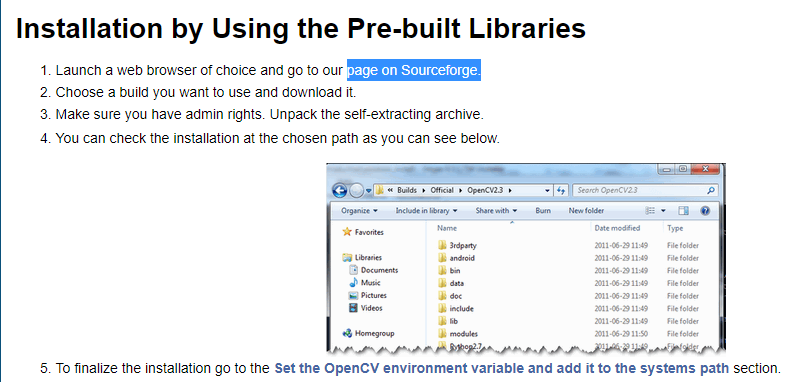 Installation by Using the Pre-built Libraries
1. Launch a web browser of choice and go to our page on Sourceforge.
2. Choose a build you want to use and download it.
3. Make sure you have admin rights. Unpack the self-extracting archive.
4. You can check the installation at the chosen path as you can see below.
« Builds ▸ Official ▸ OpenCV2.3 ▸ Search OpenCV2.3
Organize ▾ Include in library ▾ Share with ▾ Burn New folder
Name Date modified Type
Favorites
3rdparty 2011-06-29 11:49 File folder
Libraries android 2011-06-29 11:49 File folder
Documents bin 2011-06-29 11:49 File folder
Music data 2011-06-29 11:49 File folder
Pictures doc 2011-06-29 11:49 File folder
Videos include 2011-06-29 11:49 File folder
lib 2011-06-29 11:49 File folder
Homegroup modules 2011-06-29 11:50 File folder
Python2.7 2011-06-29 11:49 File folder
5. To finalize the installation go to the Set the OpenCV environment variable and add it to the systems path section.